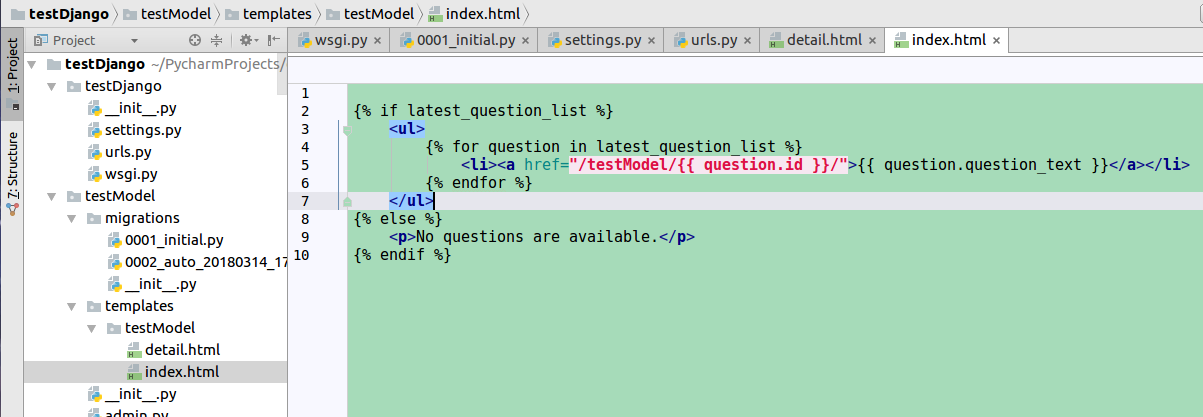 testDjango testModel templates testModel index.html
1: Project
7: Structure
Project
testDjango ~/PycharmProjects/
testDjango
__init__.py
settings.py
urls.py
wsgi.py
testModel
migrations
0001_initial.py
0002_auto_20180314_17
__init__.py
templates
testModel
detail.html
index.html
__init__.py
admin.py
wsgi.py × 0001_initial.py × settings.py × urls.py × detail.html × index.html ×
1
2 {% if latest_question_list %}
3     <ul>
4         {% for question in latest_question_list %}
5             <li><a href="/testModel/{{ question.id }}/">{{ question.question_text }}</a></li>
6         {% endfor %}
7     </ul>
8 {% else %}
9     <p>No questions are available.</p>
10 {% endif %}